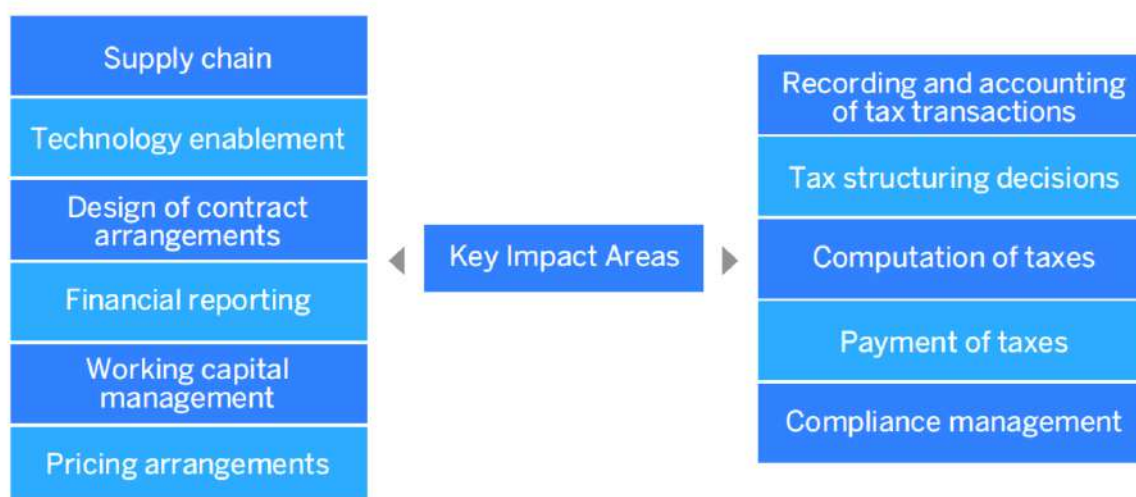 Supply chain
Technology enablement
Design of contract
arrangements
Financial reporting
Working capital
management
Pricing arrangements
Key Impact Areas
Recording and accounting
of tax transactions
Tax structuring decisions
Computation of taxes
Payment of taxes
Compliance management